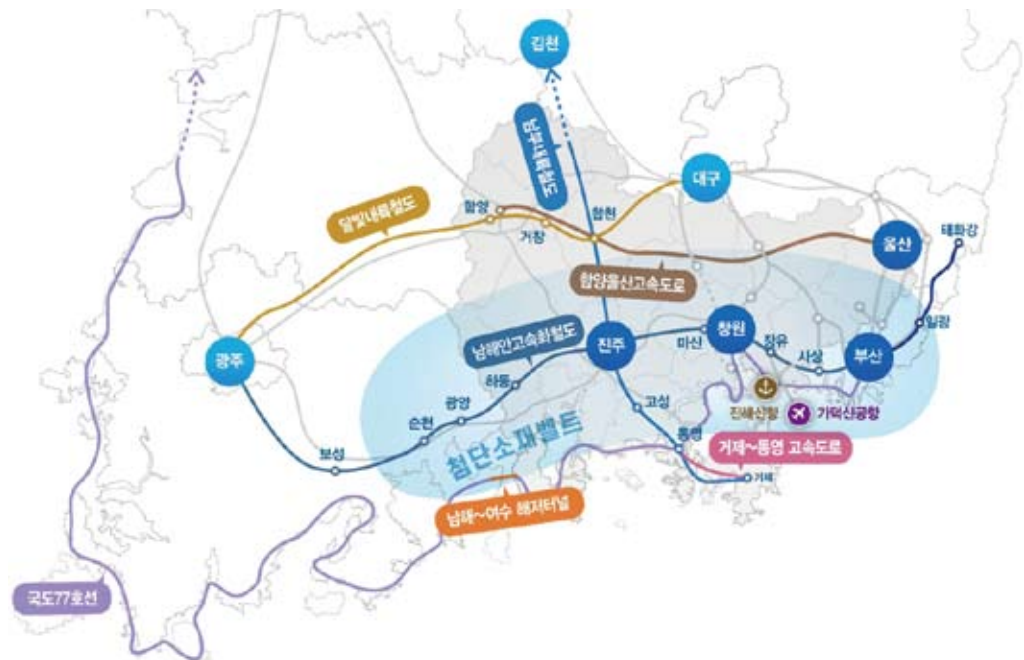 김천
남부내륙철도
대구
달빛내륙철도
함양
거창
합천
울산
태화강
함양울산고속도로
남해안고속화철도
광주
진주
마산
창원
장유
사상
부산
일광
하동
광양
순천
보성
고성
통영
진해신항
가덕신공항
첨단소재벨트
거제~통영 고속도로
거제
남해~여수 해저터널
국도77호선